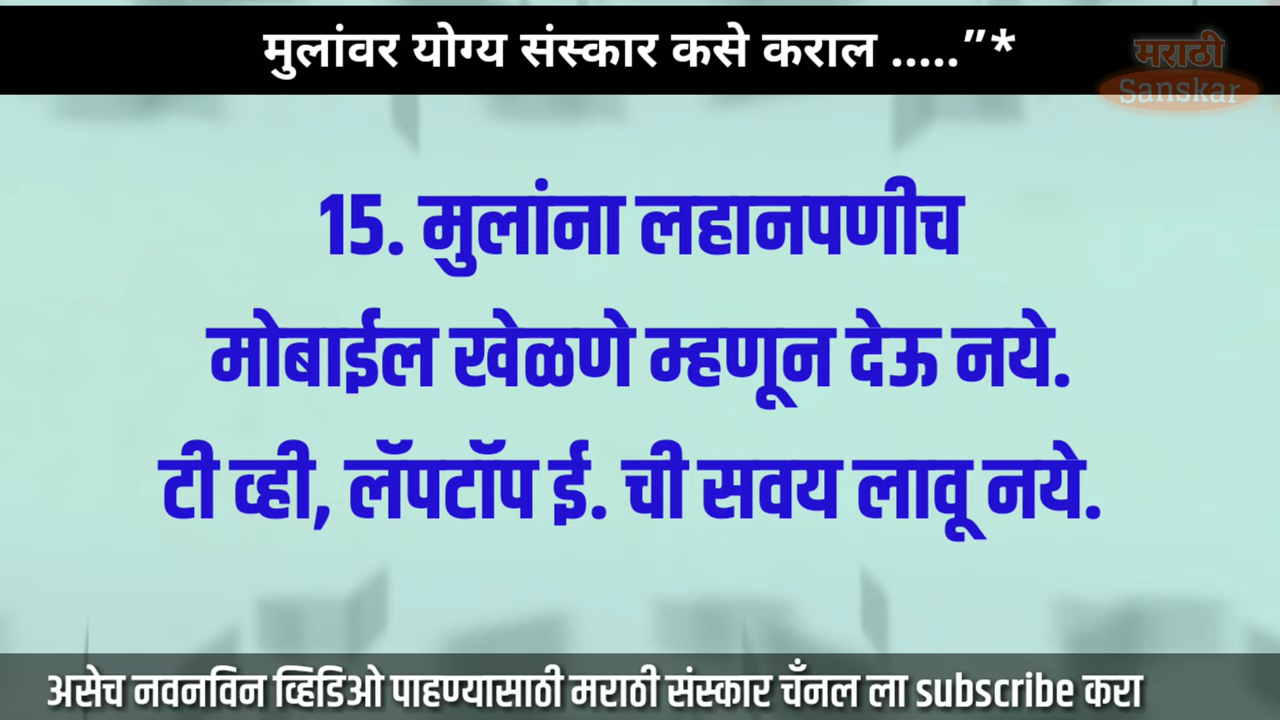 मुलांवर योग्य संस्कार कसे कराल .....”*
मराठी
Sanskar
15. मुलांना लहानपणीच
मोबाईल खेळणे म्हणून देऊ नये.
टी व्ही, लॅपटॉप ई. ची सवय लावू नये.
असेच नवनविन व्हिडिओ पाहण्यासाठी मराठी संस्कार चँनल ला subscribe करा